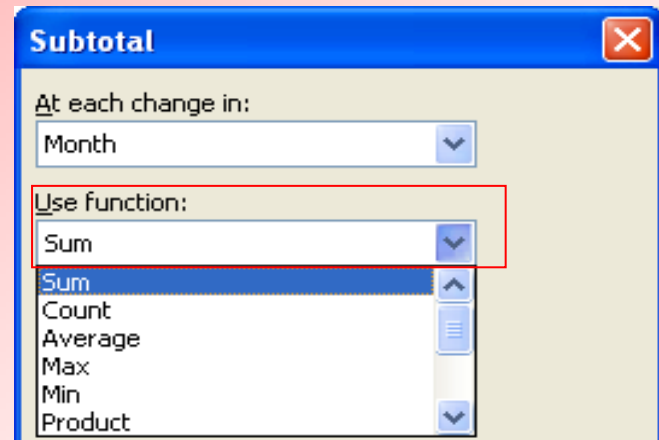 Subtotal
At each change in:
Month
Use function:
Sum
Sum
Count
Average
Max
Min
Product